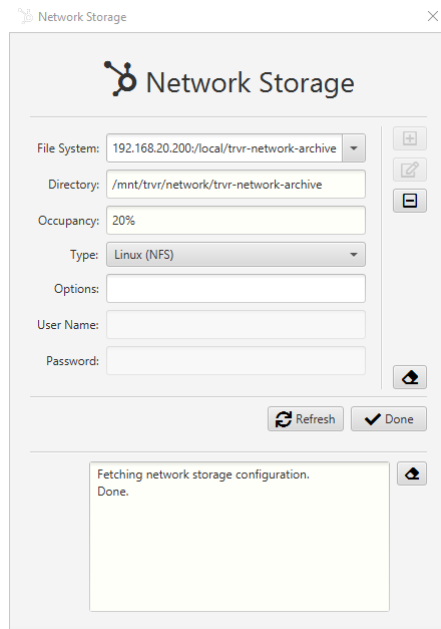 Network Storage
Network Storage
File System: 192.168.20.200:/local/trvr-network-archive
Directory: /mnt/trvr/network/trvr-network-archive
Occupancy: 20%
Type: Linux (NFS)
Options:
User Name:
Password:
Refresh Done
Fetching network storage configuration.
Done.